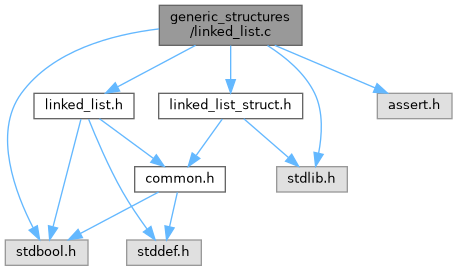 generic_structures
/linked_list.c
linked_list.h
linked_list_struct.h
assert.h
common.h
stdlib.h
stdbool.h
stddef.h